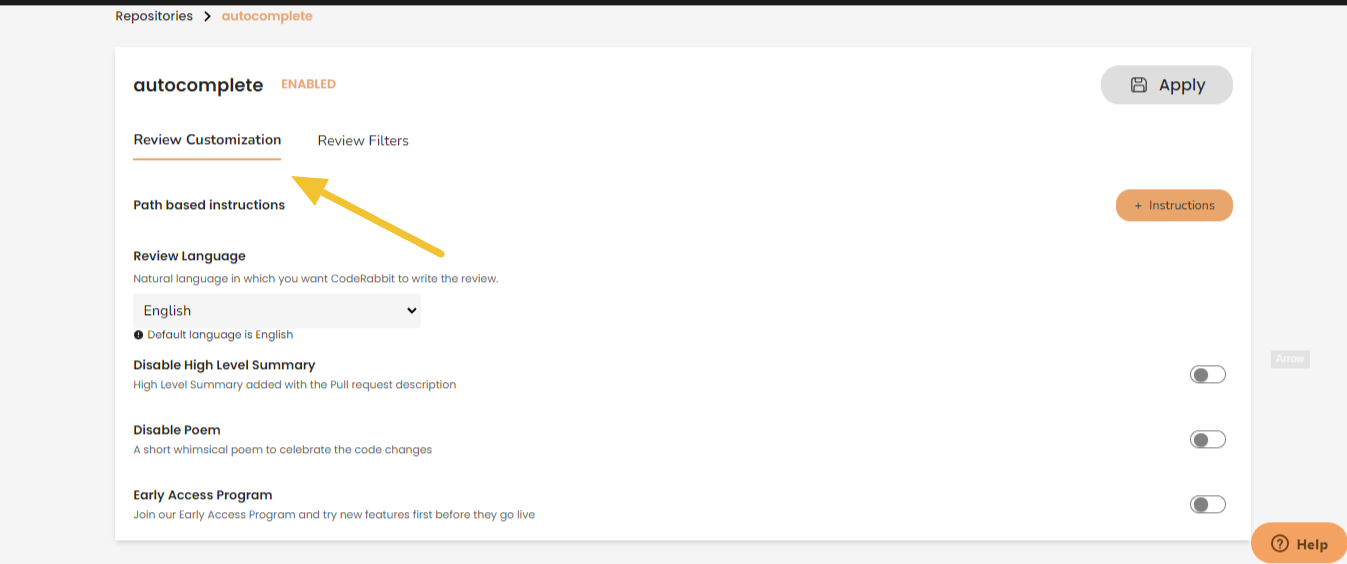 Repositories > autocomplete
autocomplete ENABLED
Apply
Review Customization Review Filters
Path based instructions
+ Instructions
Review Language
Natural language in which you want CodeRabbit to write the review.
English
Default language is English
Disable High Level Summary
High Level Summary added with the Pull request description
Arrow
Disable Poem
A short whimsical poem to celebrate the code changes
Early Access Program
Join our Early Access Program and try new features first before they go live
? Help